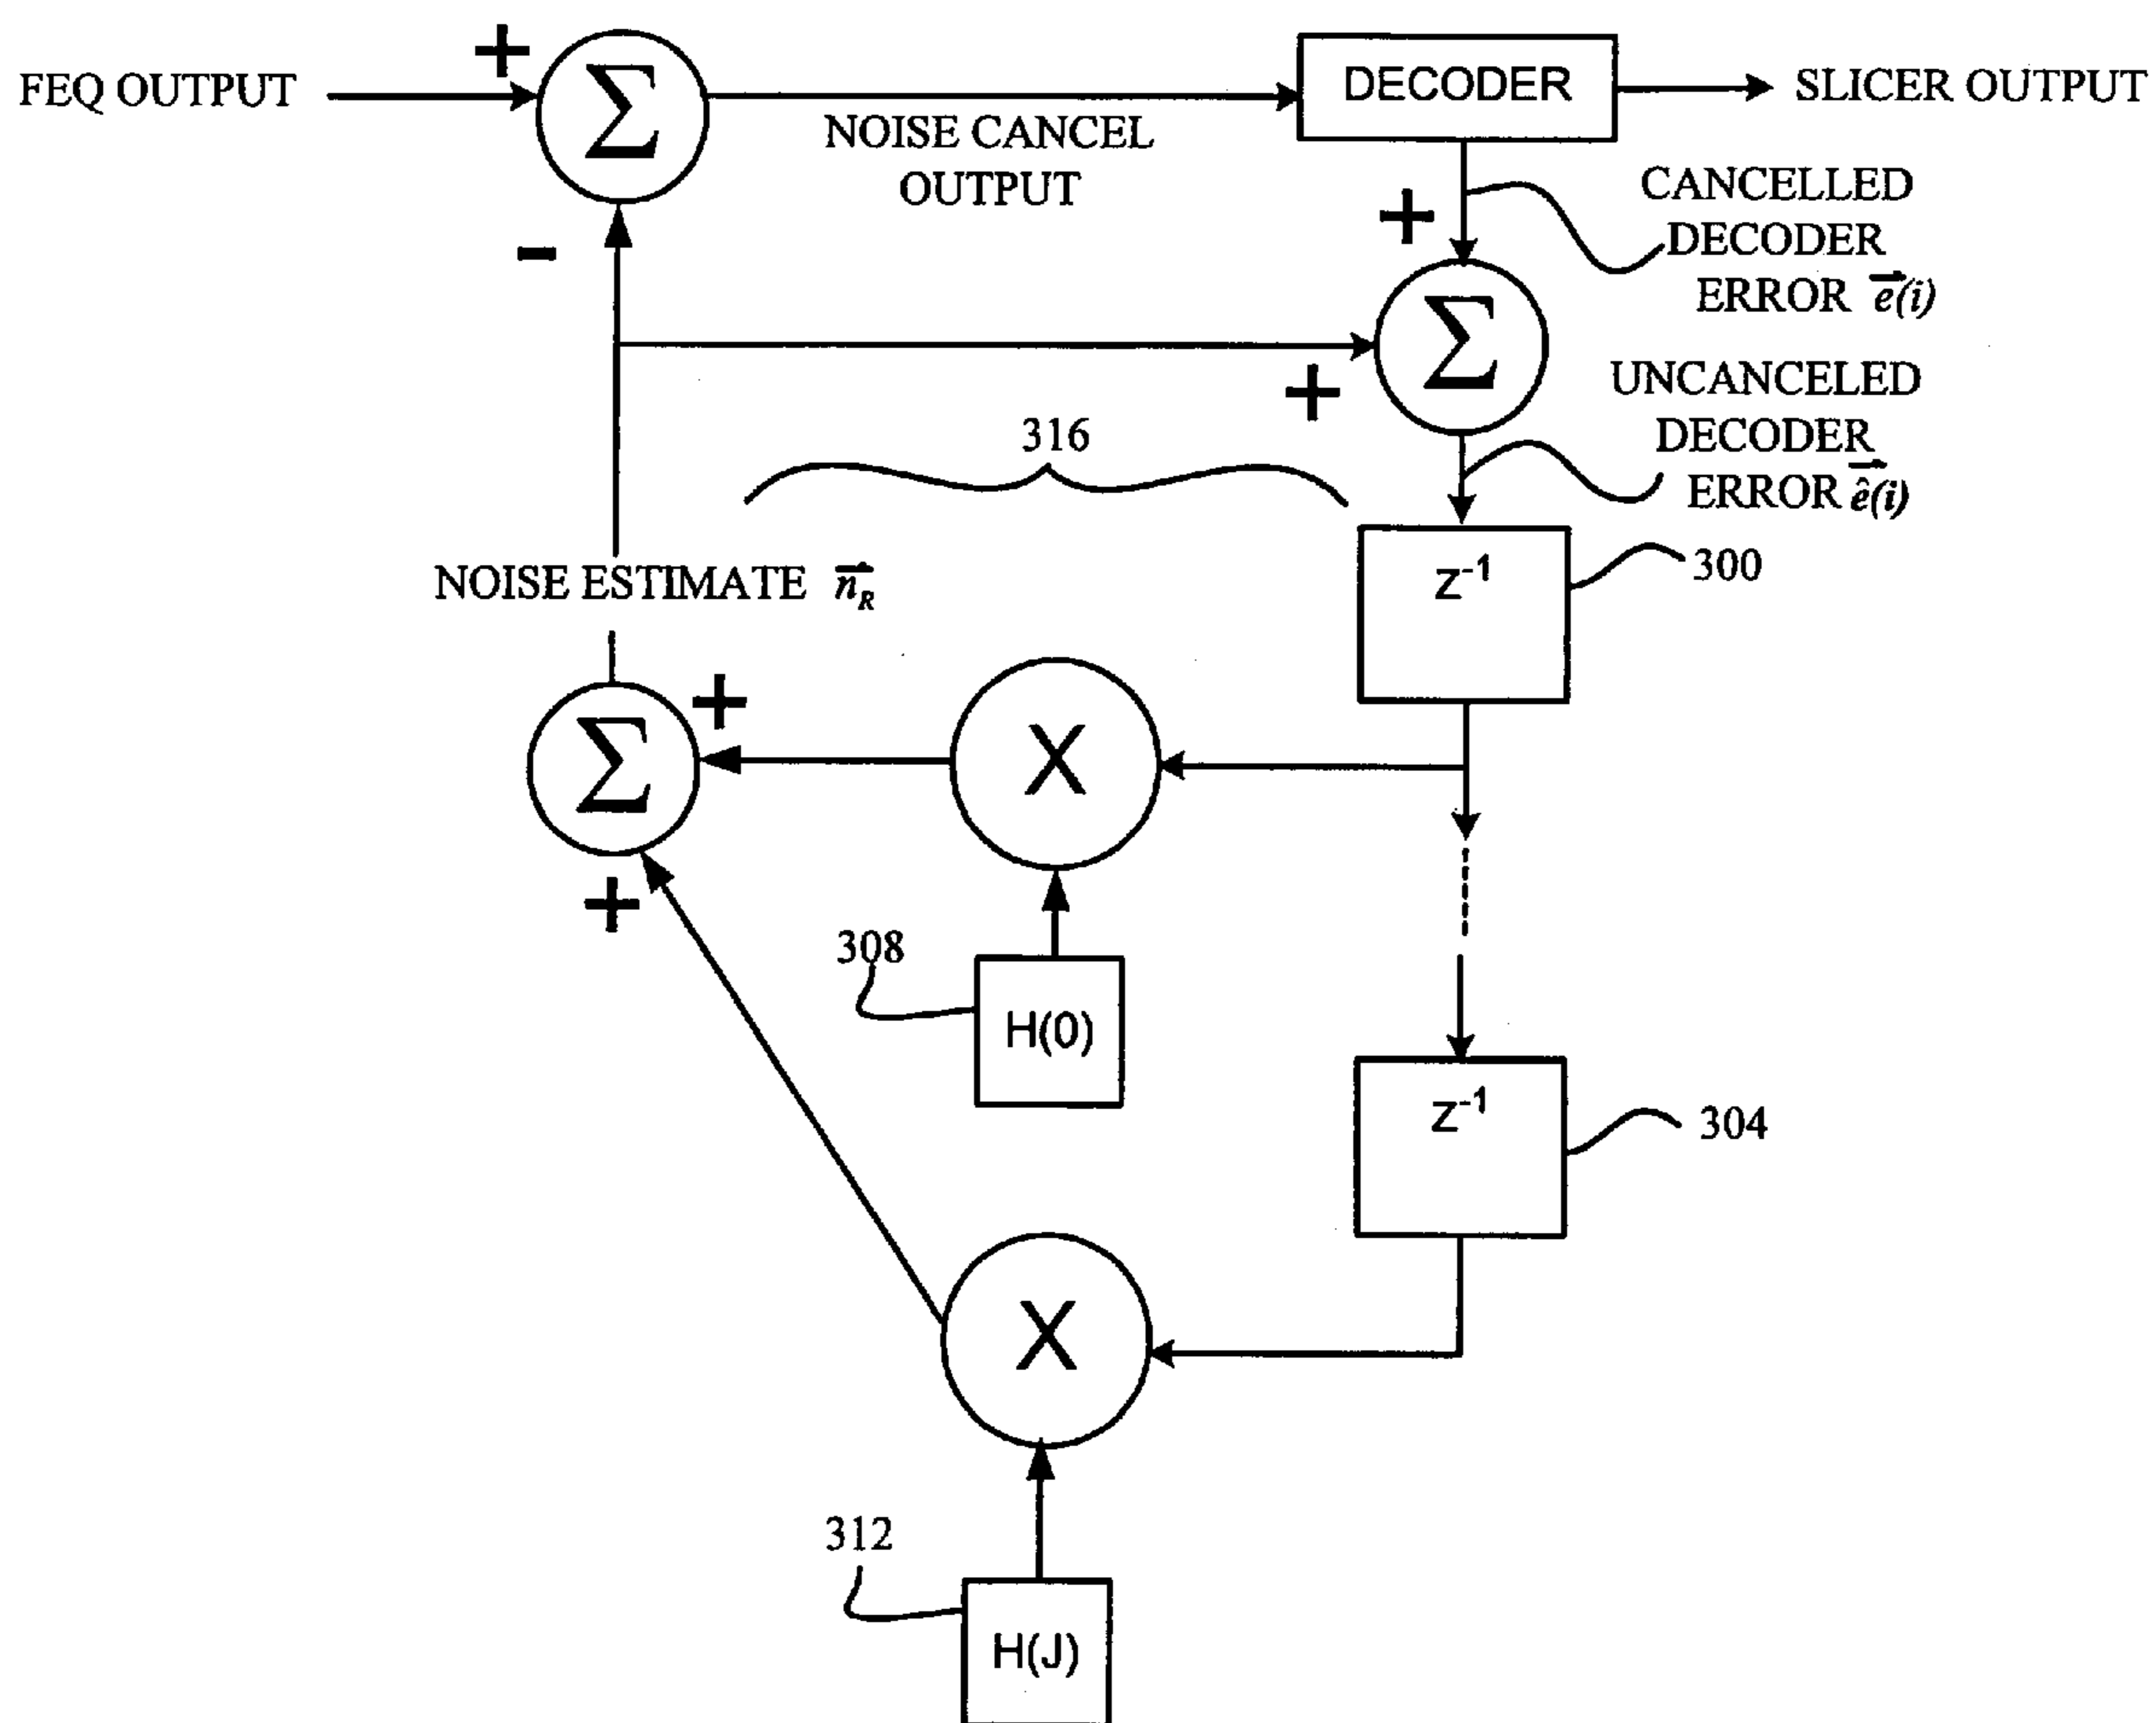 FEQ OUTPUT
+
Σ
NOISE CANCEL
OUTPUT
DECODER
SLICER OUTPUT
-
+
CANCELLED
DECODER
ERROR e⃗(i)
Σ
+
UNCANCELED
DECODER
ERROR ê⃗(i)
316
Z⁻¹
300
NOISE ESTIMATE n⃗_R
Σ
+
X
+
308
H(0)
Z⁻¹
304
X
312
H(J)